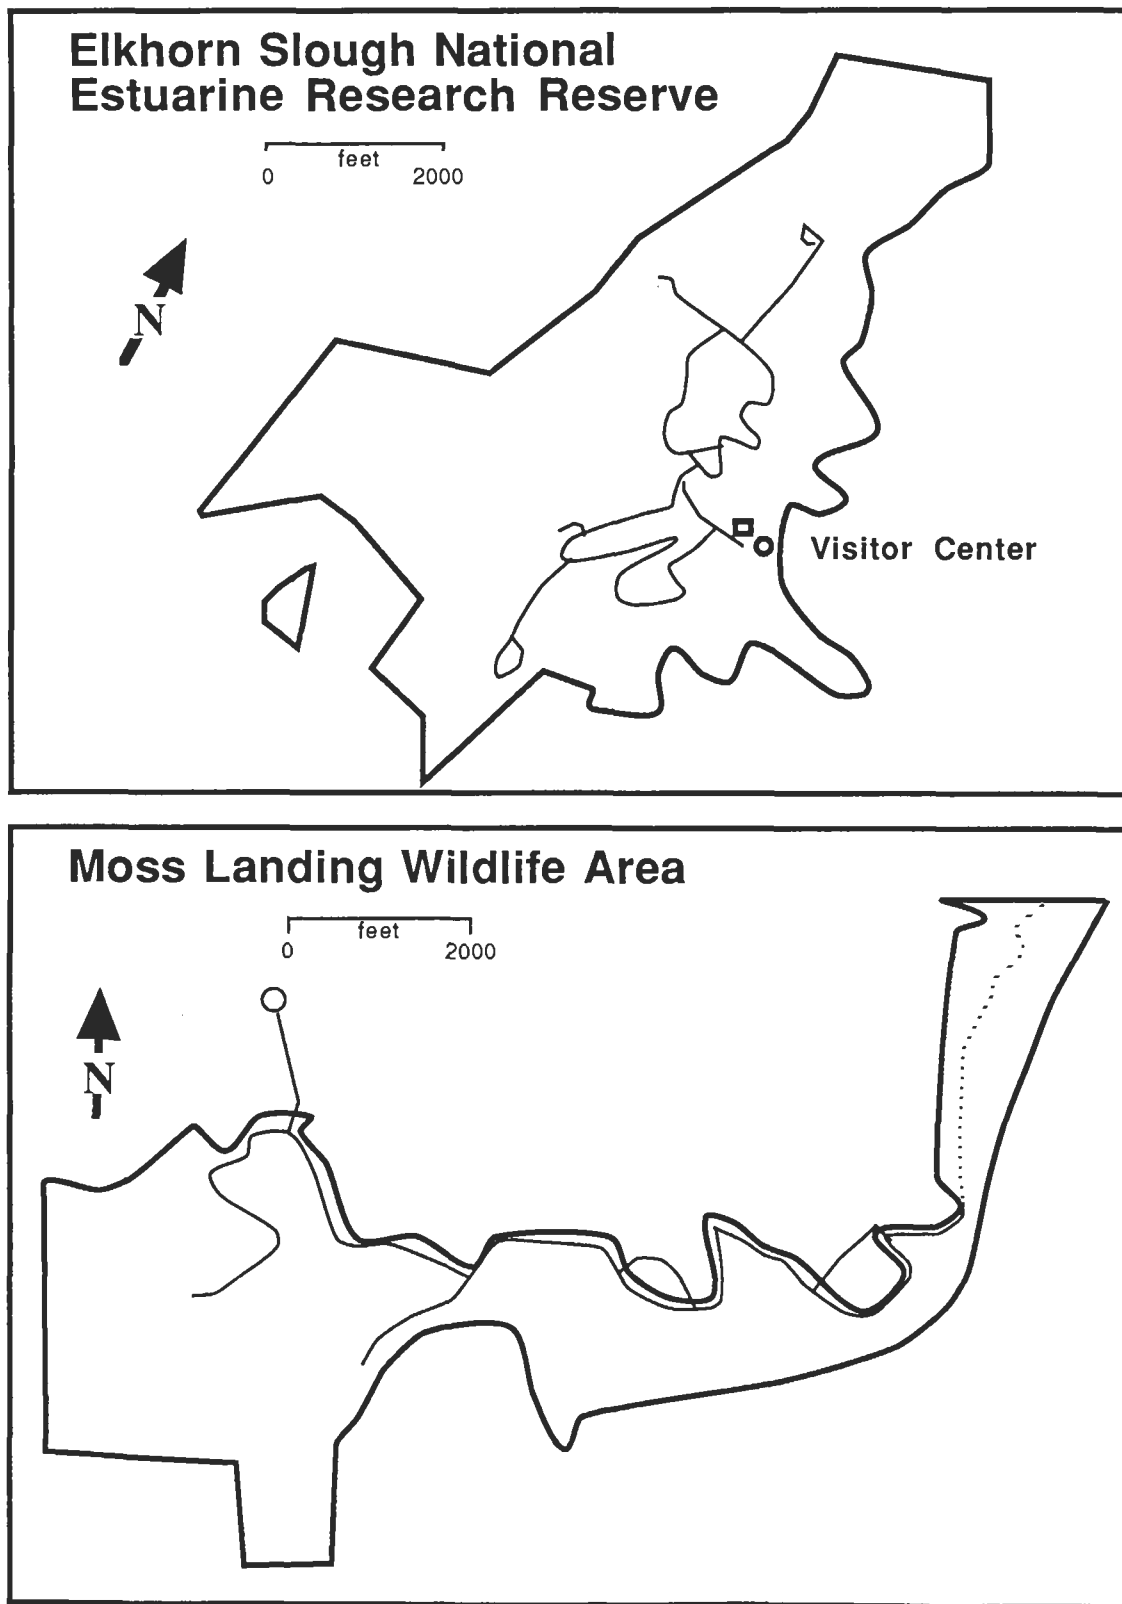 Elkhorn Slough National
Estuarine Research Reserve
feet
0 2000
N
Visitor Center
Moss Landing Wildlife Area
feet
0 2000
N